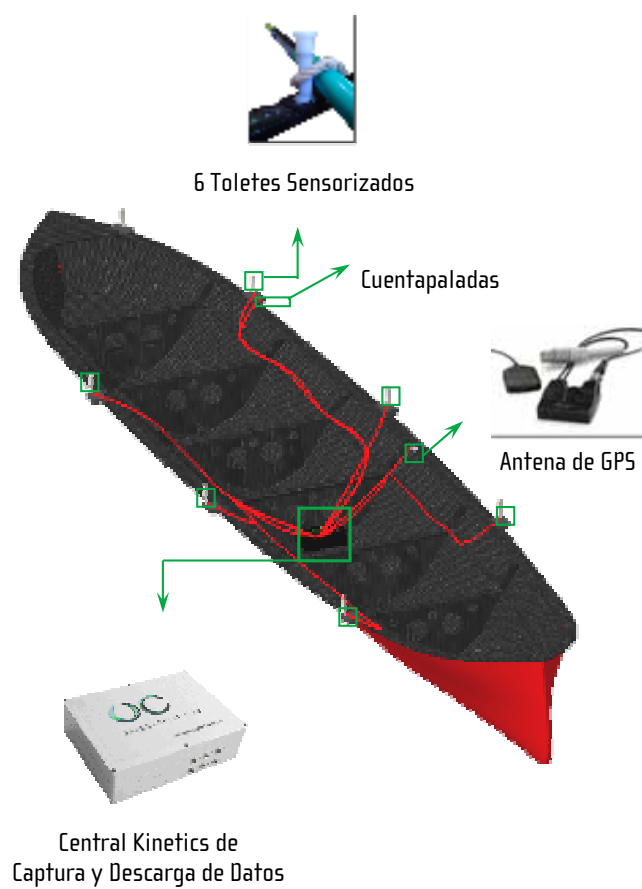 6 Toletes Sensorizados
Cuentapaladas
Antena de GPS
Central Kinetics de
Captura y Descarga de Datos